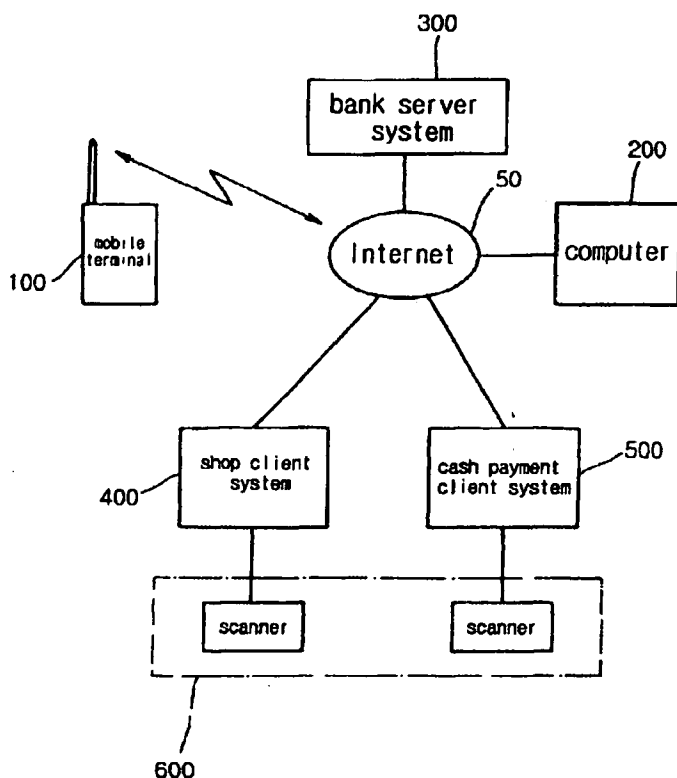 300
bank server
system
200
50
mobile
terminal
Internet
computer
100
shop client
system
cash payment
client system
500
400
scanner
scanner
600